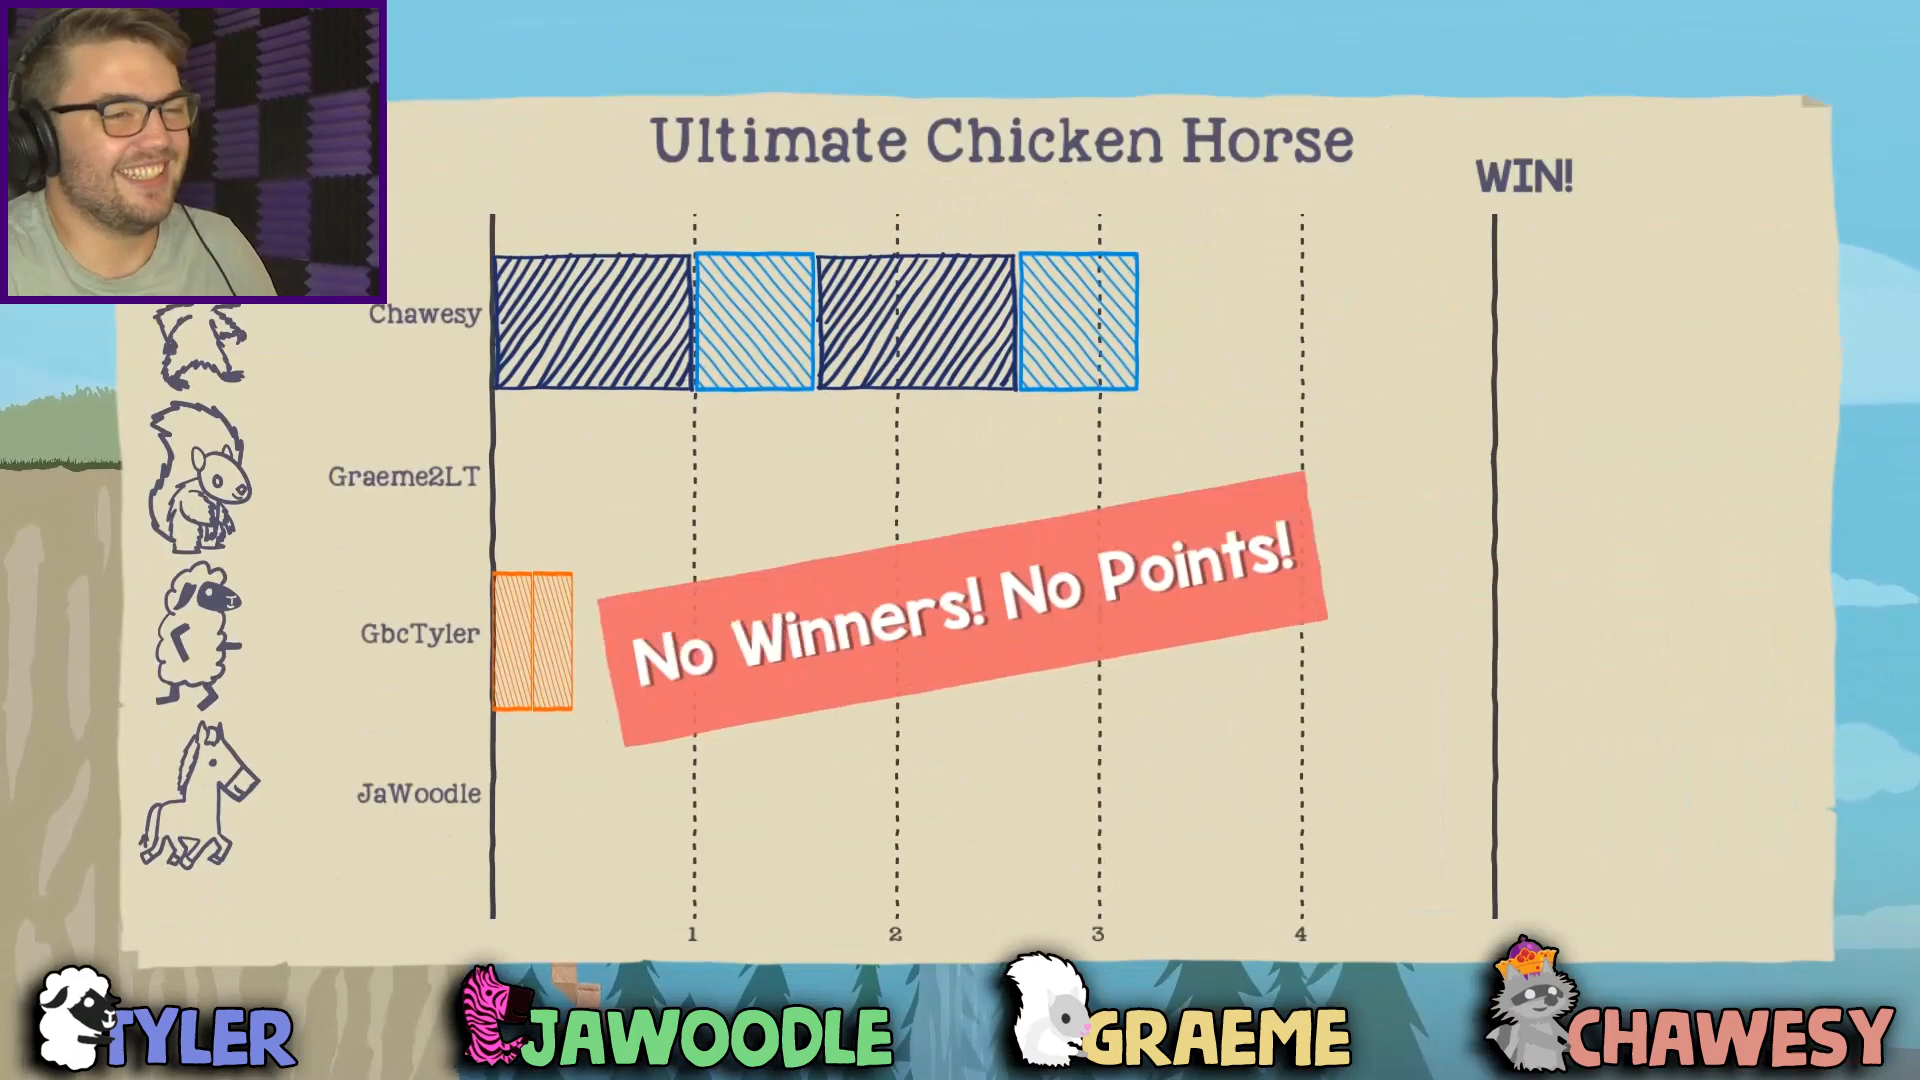 Ultimate Chicken Horse
WIN!
Chawesy
Graeme2LT
GbcTyler
JaWoodle
No Winners! No Points!
1 2 3 4
TYLER
JAWOODLE
GRAEME
CHAWESY